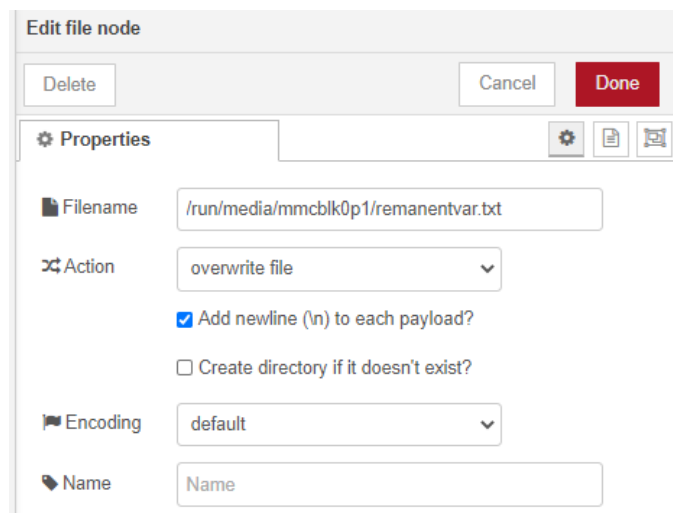 Edit file node
Delete Cancel Done
Properties
Filename /run/media/mmcblk0p1/remanentvar.txt
Action overwrite file
Add newline (\n) to each payload?
Create directory if it doesn't exist?
Encoding default
Name Name